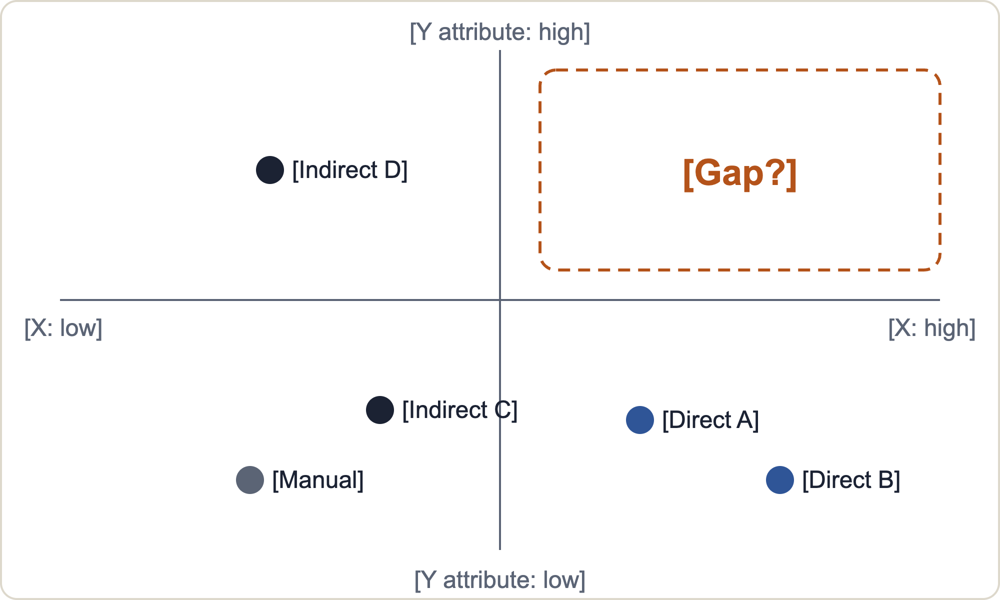 [Y attribute: high]
[Gap?]
[Indirect D]
[X: low]
[X: high]
[Indirect C]
[Direct A]
[Manual]
[Direct B]
[Y attribute: low]